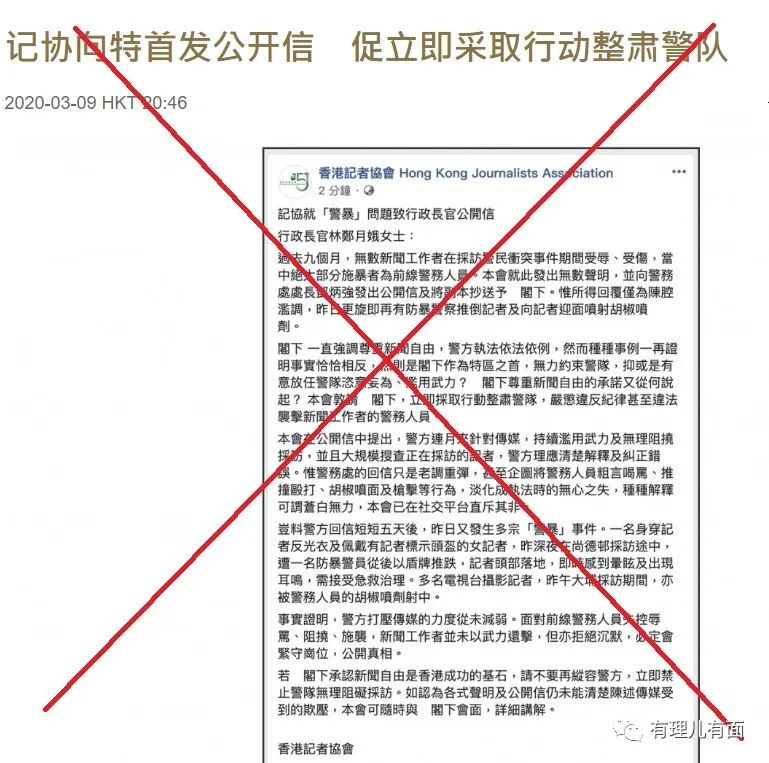 记协向特首发公开信　促立即采取行动整肃警队
2020-03-09 HKT 20:46
香港記者協會 Hong Kong Journalists Association
2 分鐘 ·
記協就「警暴」問題致行政長官公開信
行政長官林鄭月娥女士：
過去九個月，無數新聞工作者在採訪警民衝突事件期間受辱、受傷，當
中絕大部分施暴者為前線警務人員。本會就此發出無數聲明，並向警務
處處長鄧炳強發出公開信及將副本抄送予　閣下。惟所得回覆僅為陳腔
濫調，昨日更旋即再有防暴警察推倒記者及向記者迎面噴射胡椒噴
劑。
閣下 一直強調尊重新聞自由，警方執法依法依例，然而種種事例一再證
明事實恰恰相反，然則是閣下作為特區之首，無力約束警隊，抑或是有
意放任警隊恣意妄為、濫用武力？　閣下尊重新聞自由的承諾又從何說
起？ 本會敦請　閣下，立即採取行動整肅警隊，嚴懲違反紀律甚至違法
襲擊新聞工作者的警務人員。
本會在公開信中提出，警方連月來針對傳媒，持續濫用武力及無理阻撓
採訪，並且大規模搜查正在採訪的記者，警方理應清楚解釋及糾正錯
誤。惟警務處的回信只是老調重彈，甚至企圖將警務人員粗言喝罵、推
撞毆打、胡椒噴面及槍擊等行為，淡化成執法時的無心之失，種種解釋
可謂蒼白無力，本會已在社交平台直斥其非。
豈料警方回信短短五天後，昨日又發生多宗「警暴」事件。一名身穿記
者反光衣及佩戴有記者標示頭盔的女記者，昨深夜在尚德邨採訪途中，
遭一名防暴警員從後以盾牌推跌，記者頭部落地，即時感到暈眩及出現
耳鳴，需接受急救治理。多名電視台攝影記者，昨午大埔採訪期間，亦
被警務人員的胡椒噴劑射中。
事實證明，警方打壓傳媒的力度從未減弱。面對前線警務人員失控辱
罵、阻撓、施襲，新聞工作者並未以武力還擊，但亦拒絕沉默，必定會
緊守崗位，公開真相。
若　閣下承認新聞自由是香港成功的基石，請不要再縱容警方，立即禁
止警隊無理阻礙採訪。如認為各式聲明及公開信仍未能清楚陳述傳媒受
到的欺壓，本會可隨時與　閣下會面，詳細講解。
香港記者協會
有理儿有面